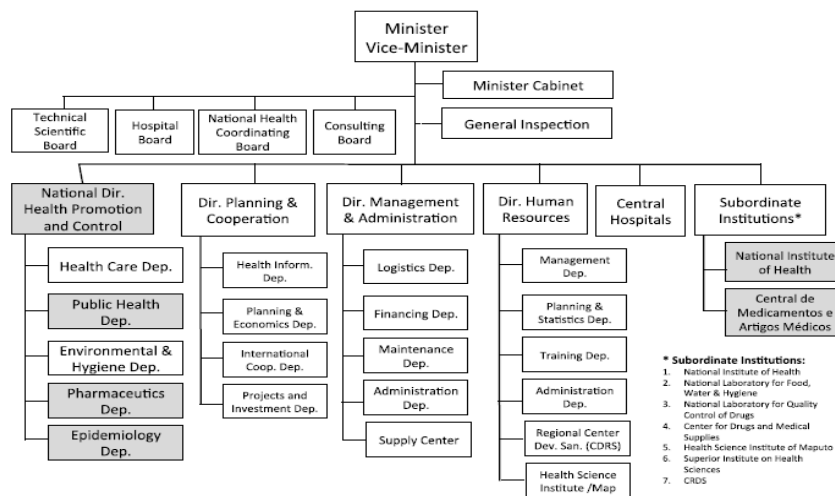 Minister
Vice-Minister
Minister Cabinet
General Inspection
Technical
Scientific
Board
Hospital
Board
National Health
Coordinating
Board
Consulting
Board
National Dir.
Health Promotion
and Control
Dir. Planning &
Cooperation
Dir. Management
& Administration
Dir. Human
Resources
Central
Hospitals
Subordinate
Institutions*
Health Care Dep.
Public Health
Dep.
Environmental &
Hygiene Dep.
Pharmaceutics
Dep.
Epidemiology
Dep.
Health Inform.
Dep.
Planning &
Economics Dep.
International
Coop. Dep.
Projects and
Investment Dep.
Logistics Dep.
Financing Dep.
Maintenance
Dep.
Administration
Dep.
Supply Center
Management
Dep.
Planning &
Statistics Dep.
Training Dep.
Administration
Dep.
Regional Center
Dev. San. (CDRS)
Health Science
Institute /Map
National Institute
of Health
Central de
Medicamentos e
Artigos Médicos
* Subordinate Institutions:
1. National Institute of Health
2. National Laboratory for Food,
Water & Hygiene
3. National Laboratory for Quality
Control of Drugs
4. Center for Drugs and Medical
Supplies
5. Health Science Institute of Maputo
6. Superior Institute on Health
Sciences
7. CRDS